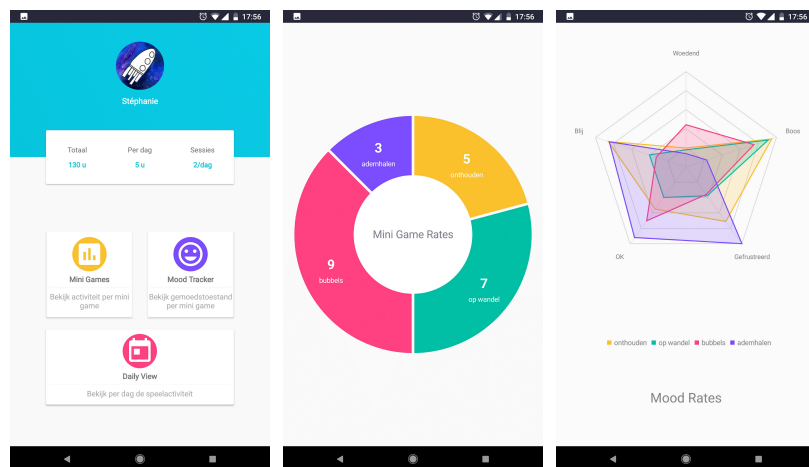 17:56
Stéphanie
Totaal Per dag Sessies
130 u 5 u 2/dag
Mini Games
Bekijk activiteit per mini
game
Mood Tracker
Bekijk gemoedstoestand
per mini game
Daily View
Bekijk per dag de speelactiviteit
17:56
3
ademhalen
5
onthouden
Mini Game Rates
9
bubbels
7
op wandel
17:56
Woedend
Blij
Boos
OK
Gefrustreerd
onthouden op wandel bubbels ademhalen
Mood Rates